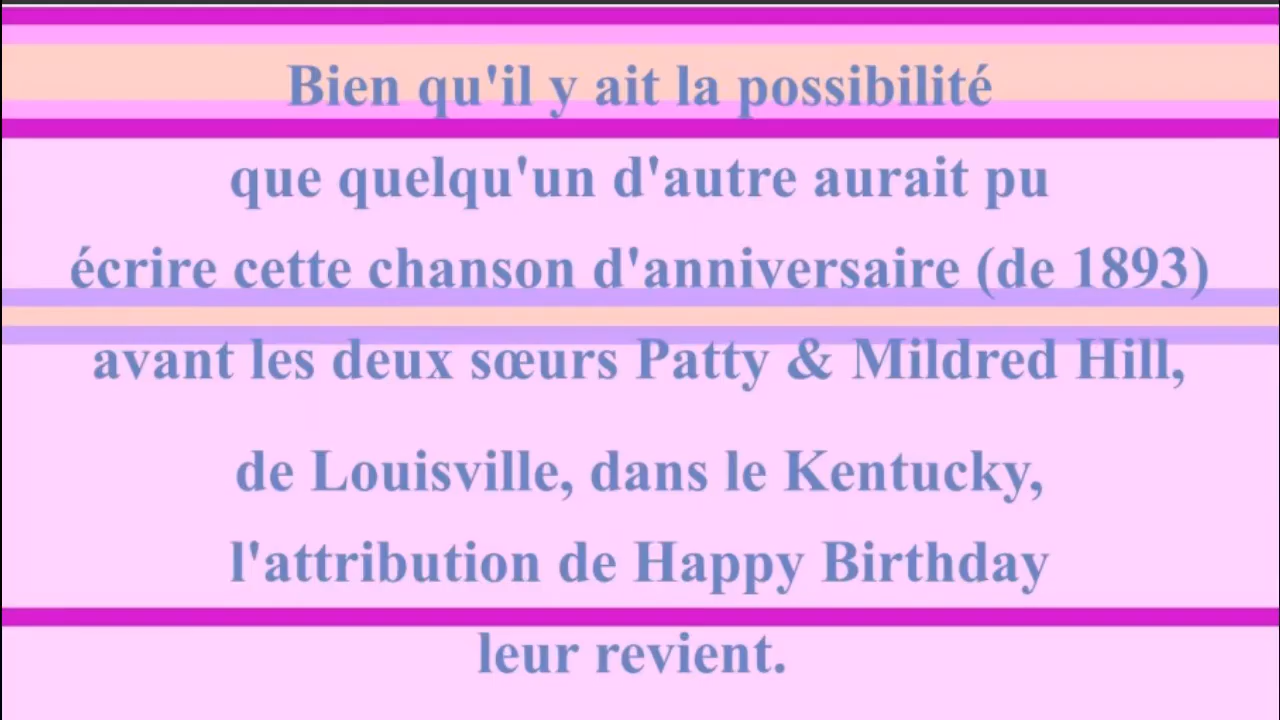 Bien qu'il y ait la possibilité
que quelqu'un d'autre aurait pu
écrire cette chanson d'anniversaire (de 1893)
avant les deux sœurs Patty & Mildred Hill,
de Louisville, dans le Kentucky,
l'attribution de Happy Birthday
leur revient.